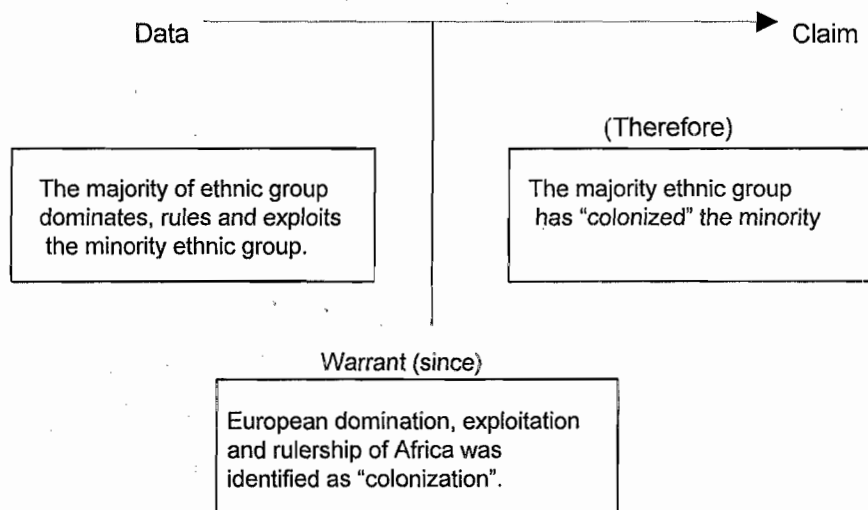 Data
Claim
(Therefore)
The majority of ethnic group
dominates, rules and exploits
the minority ethnic group.
The majority ethnic group
has “colonized” the minority
Warrant (since)
European domination, exploitation
and rulership of Africa was
identified as “colonization”.